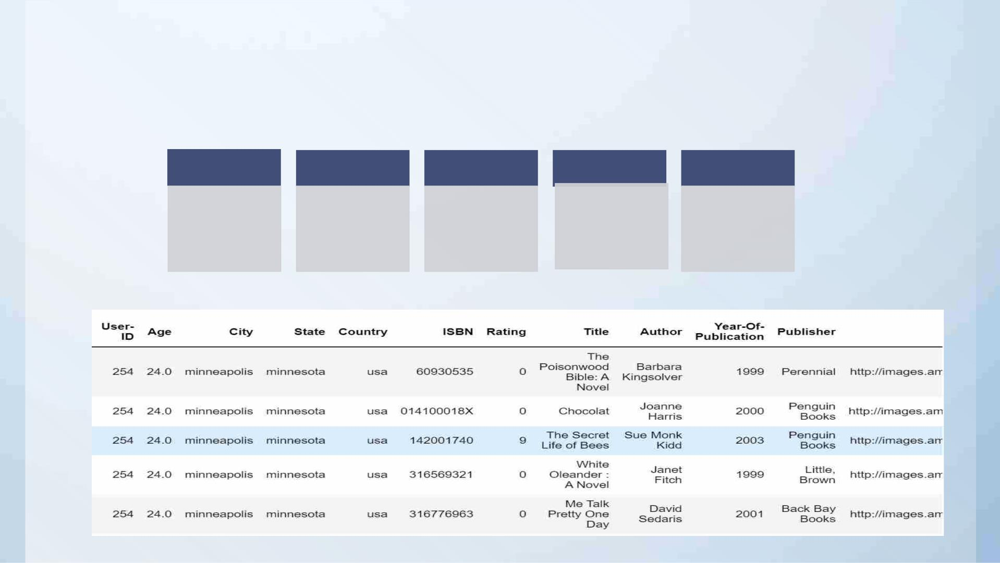 User-ID Age City State Country ISBN Rating Title Author Year-Of-Publication Publisher
254 24.0 minneapolis minnesota usa 60930535 0 The Poisonwood Bible: A Novel Barbara Kingsolver 1999 Perennial http://images.am
254 24.0 minneapolis minnesota usa 014100018X 0 Chocolat Joanne Harris 2000 Penguin Books http://images.am
254 24.0 minneapolis minnesota usa 142001740 9 The Secret Life of Bees Sue Monk Kidd 2003 Penguin Books http://images.am
254 24.0 minneapolis minnesota usa 316569321 0 White Oleander : A Novel Janet Fitch 1999 Little, Brown http://images.am
254 24.0 minneapolis minnesota usa 316776963 0 Me Talk Pretty One Day David Sedaris 2001 Back Bay Books http://images.am